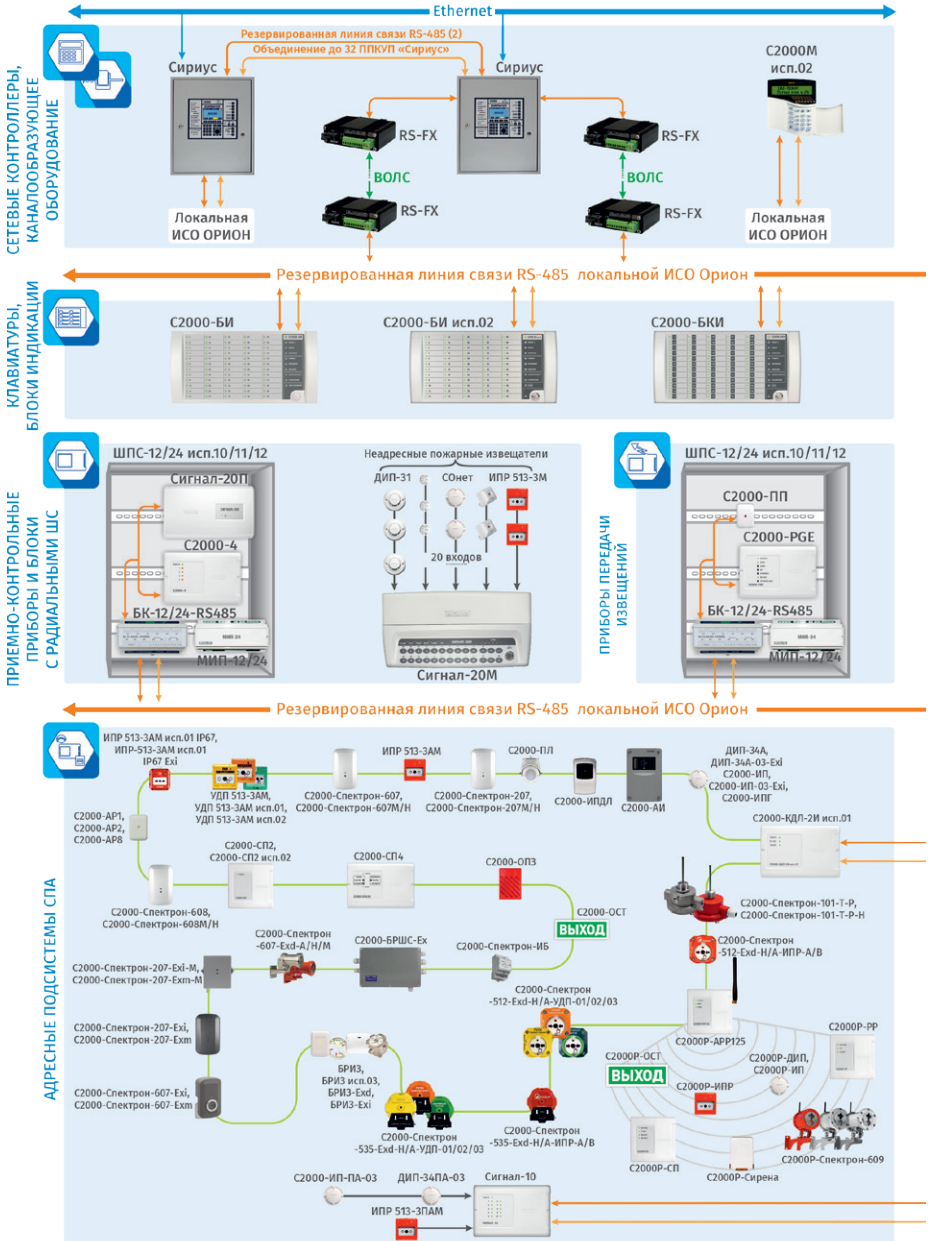 Ethernet
СЕТЕВЫЕ КОНТРОЛЛЕРЫ,
КАНАЛООБРАЗУЮЩЕЕ
ОБОРУДОВАНИЕ
Резервированная линия связи RS-485 (2)
Объединение до 32 ППКУП «Сириус»
Сириус
Сириус
С2000М
исп.02
RS-FX
RS-FX
ВОЛС
ВОЛС
RS-FX
RS-FX
Локальная
ИСО ОРИОН
Локальная
ИСО ОРИОН
Резервированная линия связи RS-485 локальной ИСО Орион
КЛАВИАТУРЫ,
БЛОКИ ИНДИКАЦИИ
С2000-БИ
С2000-БИ исп.02
С2000-БКИ
ПРИЕМНО-КОНТРОЛЬНЫЕ
ПРИБОРЫ И БЛОКИ
С РАДИАЛЬНЫМИ ШС
ШПС-12/24 исп.10/11/12
Сигнал-20П
С2000-4
БК-12/24-RS485
МИП-12/24
Неадресные пожарные извещатели
ДИП-31
СОнет
ИПР 513-3М
20 входов
Сигнал-20М
ПРИБОРЫ ПЕРЕДАЧИ
ИЗВЕЩЕНИЙ
ШПС-12/24 исп.10/11/12
С2000-ПП
С2000-PGE
БК-12/24-RS485
МИП-12/24
Резервированная линия связи RS-485 локальной ИСО Орион
АДРЕСНЫЕ ПОДСИСТЕМЫ СПА
ИПР 513-3АМ исп.01 IP67,
ИПР-513-3АМ исп.01
IP67 Exi
УДП 513-3АМ,
УДП 513-3АМ исп.01,
УДП 513-3АМ исп.02
С2000-Спектрон-607,
С2000-Спектрон-607М/Н
ИПР 513-3АМ
С2000-Спектрон-207,
С2000-Спектрон-207М/Н
С2000-ПЛ
С2000-ИПДЛ
С2000-АИ
ДИП-34А,
ДИП-34А-03-Exi
С2000-ИП,
С2000-ИП-03-Exi,
С2000-ИПГ
С2000-АР1,
С2000-АР2,
С2000-АР8
С2000-КДЛ-2И исп.01
С2000-Спектрон-608,
С2000-Спектрон-608М/Н
С2000-СП2,
С2000-СП2 исп.02
С2000-СП4
С2000-ОПЗ
С2000-ОСТ
ВЫХОД
С2000-Спектрон-101-Т-Р,
С2000-Спектрон-101-Т-Р-Н
С2000-Спектрон
-512-Exd-Н/А-ИПР-А/В
С2000-Спектрон-207-Exi-М,
С2000-Спектрон-207-Exm-М
С2000-Спектрон
-607-Exd-А/Н/М
С2000-БРШС-Ex
С2000-Спектрон-ИБ
С2000-Спектрон
-512-Exd-Н/А-УДП-01/02/03
С2000Р-АРР125
С2000-Спектрон-207-Exi,
С2000-Спектрон-207-Exm
С2000-Спектрон-607-Exi,
С2000-Спектрон-607-Exm
БРИЗ,
БРИЗ исп.03,
БРИЗ-Exd,
БРИЗ-Exi
С2000-Спектрон
-535-Exd-Н/А-УДП-01/02/03
С2000-Спектрон
-535-Exd-Н/А-ИПР-А/В
С2000Р-ОСТ
ВЫХОД
С2000Р-ИПР
С2000Р-ДИП,
С2000Р-ИП
С2000Р-РР
С2000Р-СП
С2000Р-Сирена
С2000Р-Спектрон-609
С2000-ИП-ПА-03
ДИП-34ПА-03
Сигнал-10
ИПР 513-3ПАМ